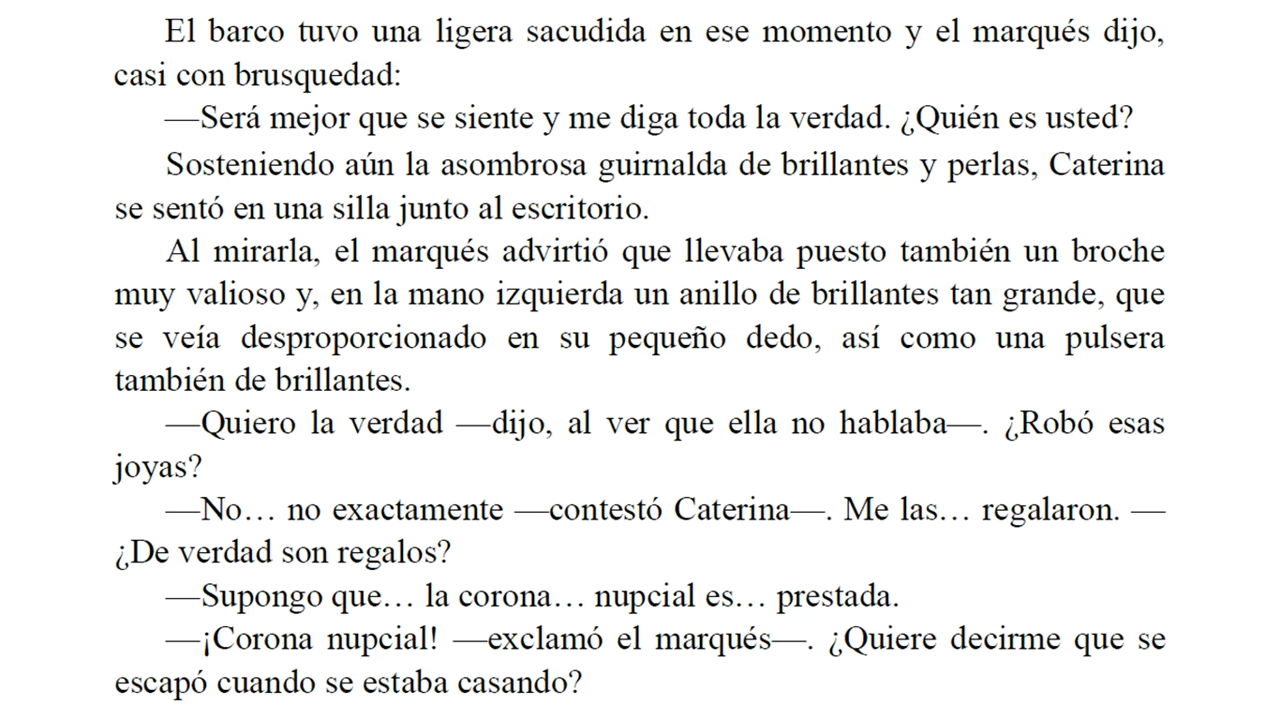 El barco tuvo una ligera sacudida en ese momento y el marqués dijo,
casi con brusquedad:
—Será mejor que se siente y me diga toda la verdad. ¿Quién es usted?
Sosteniendo aún la asombrosa guirnalda de brillantes y perlas, Caterina
se sentó en una silla junto al escritorio.
Al mirarla, el marqués advirtió que llevaba puesto también un broche
muy valioso y, en la mano izquierda un anillo de brillantes tan grande, que
se veía desproporcionado en su pequeño dedo, así como una pulsera
también de brillantes.
—Quiero la verdad —dijo, al ver que ella no hablaba—. ¿Robó esas
joyas?
—No… no exactamente —contestó Caterina—. Me las… regalaron. —
¿De verdad son regalos?
—Supongo que… la corona… nupcial es… prestada.
—¡Corona nupcial! —exclamó el marqués—. ¿Quiere decirme que se
escapó cuando se estaba casando?